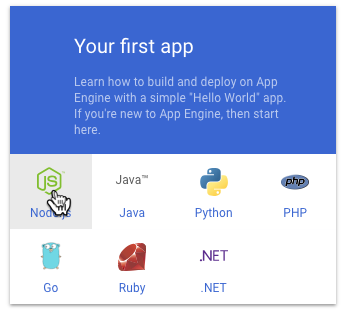 Your first app
Learn how to build and deploy on App
Engine with a simple "Hello World" app.
If you're new to App Engine, then start
here.
JS
Java™
php
Node.js
Java
Python
PHP
.NET
Go
Ruby
.NET